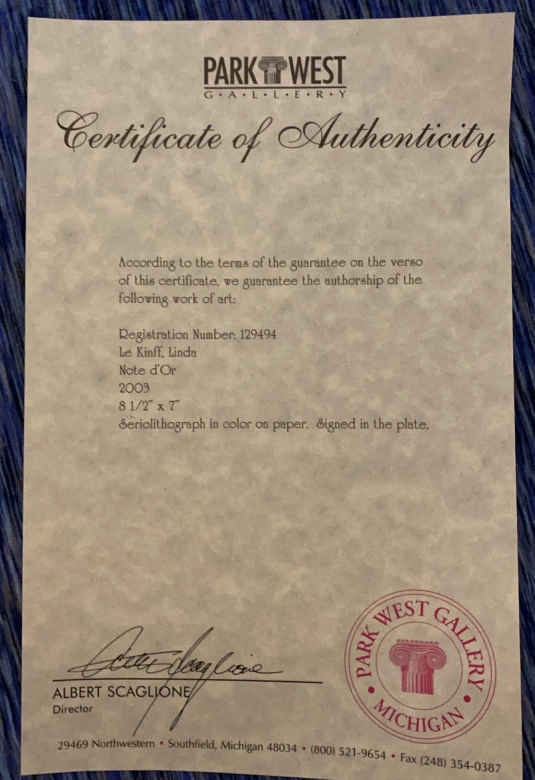 PARK WEST
G•A•L•L•E•R•Y
Certificate of Authenticity
According to the terms of the guarantee on the verso
of this certificate, we guarantee the authorship of the
following work of art:
Registration Number: 129494
Le Kinff, Linda
Note d'Or
2003
8 1/2" x 7"
Seriolithograph in color on paper. Signed in the plate.
PARK WEST GALLERY
• MICHIGAN •
ALBERT SCAGLIONE
Director
29469 Northwestern • Southfield, Michigan 48034 • (800) 521-9654 • Fax (248) 354-0387